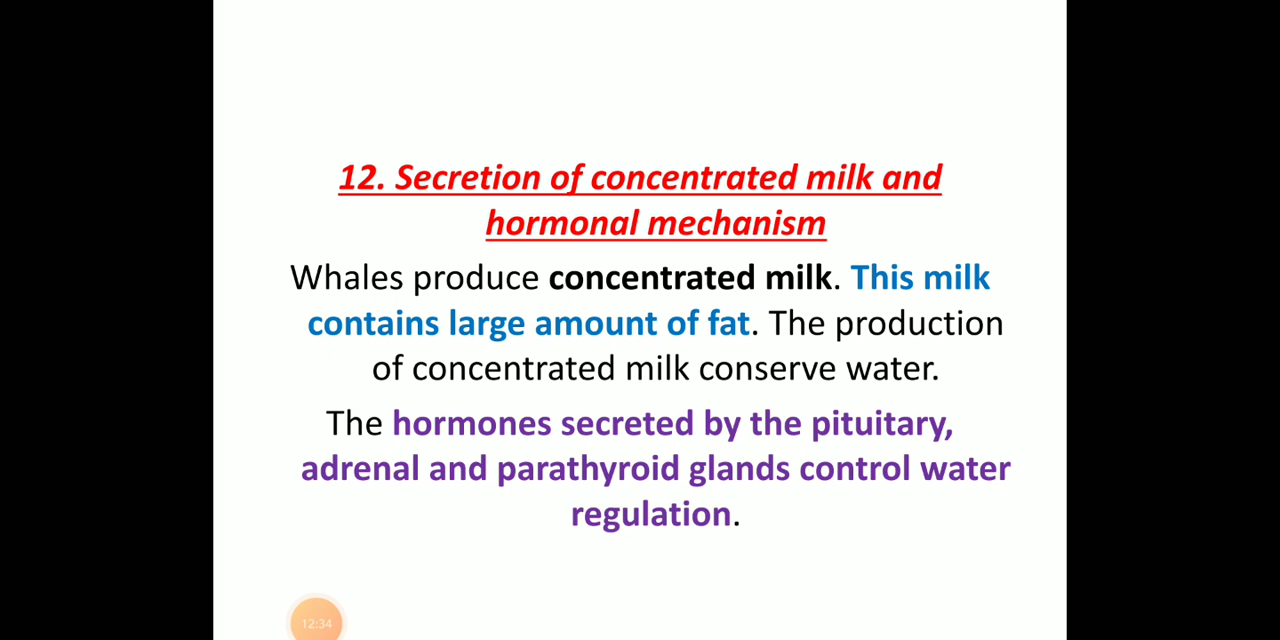 12. Secretion of concentrated milk and
hormonal mechanism
Whales produce concentrated milk. This milk
contains large amount of fat. The production
of concentrated milk conserve water.
The hormones secreted by the pituitary,
adrenal and parathyroid glands control water
regulation.
12:34